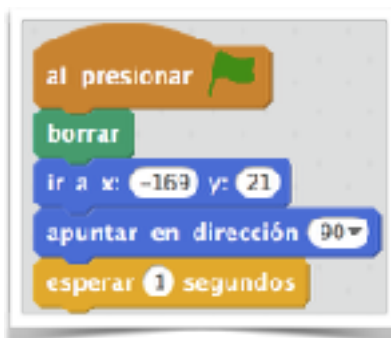 al presionar
borrar
ir a x: -169 y: 21
apuntar en dirección 90
esperar 1 segundos